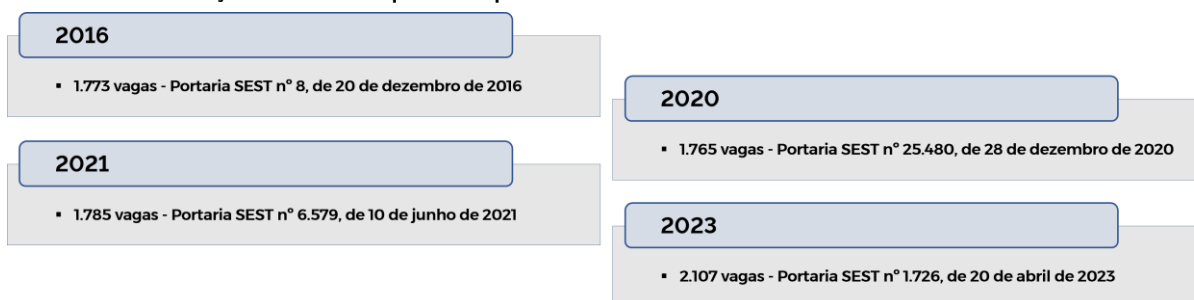 2016
▪ 1.773 vagas - Portaria SEST nº 8, de 20 de dezembro de 2016
2020
▪ 1.765 vagas - Portaria SEST nº 25.480, de 28 de dezembro de 2020
2021
▪ 1.785 vagas - Portaria SEST nº 6.579, de 10 de junho de 2021
2023
▪ 2.107 vagas - Portaria SEST nº 1.726, de 20 de abril de 2023